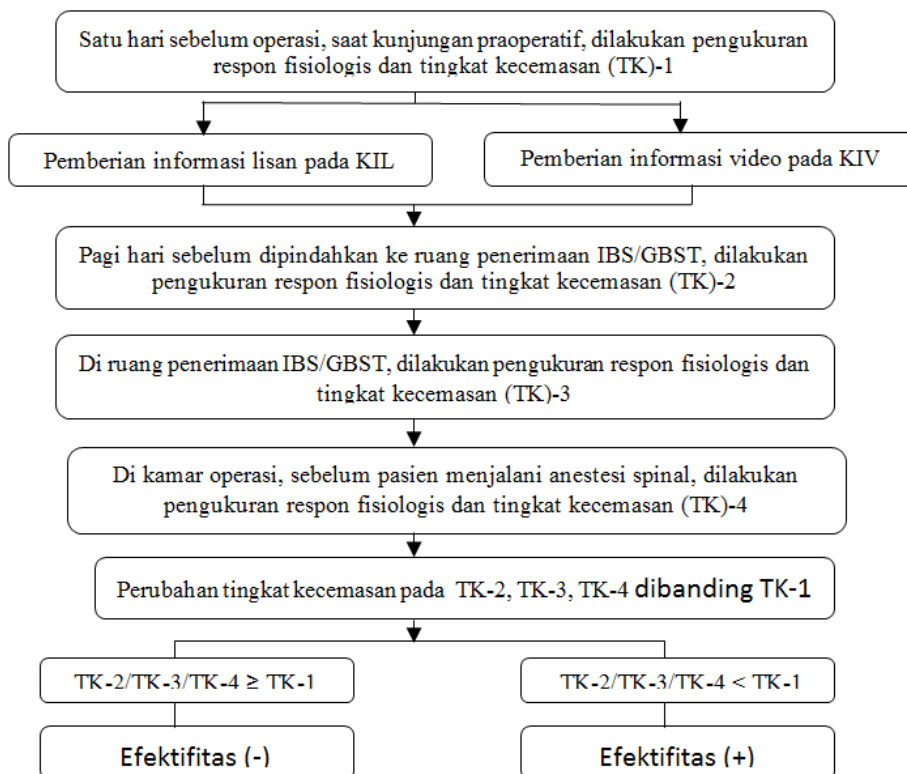 Satu hari sebelum operasi, saat kunjungan praoperatif, dilakukan pengukuran
respon fisiologis dan tingkat kecemasan (TK)-1
Pemberian informasi lisan pada KIL
Pemberian informasi video pada KIV
Pagi hari sebelum dipindahkan ke ruang penerimaan IBS/GBST, dilakukan
pengukuran respon fisiologis dan tingkat kecemasan (TK)-2
Di ruang penerimaan IBS/GBST, dilakukan pengukuran respon fisiologis dan
tingkat kecemasan (TK)-3
Di kamar operasi, sebelum pasien menjalani anestesi spinal, dilakukan
pengukuran respon fisiologis dan tingkat kecemasan (TK)-4
Perubahan tingkat kecemasan pada TK-2, TK-3, TK-4 dibanding TK-1
TK-2/TK-3/TK-4 ≥ TK-1
TK-2/TK-3/TK-4 < TK-1
Efektifitas (-)
Efektifitas (+)